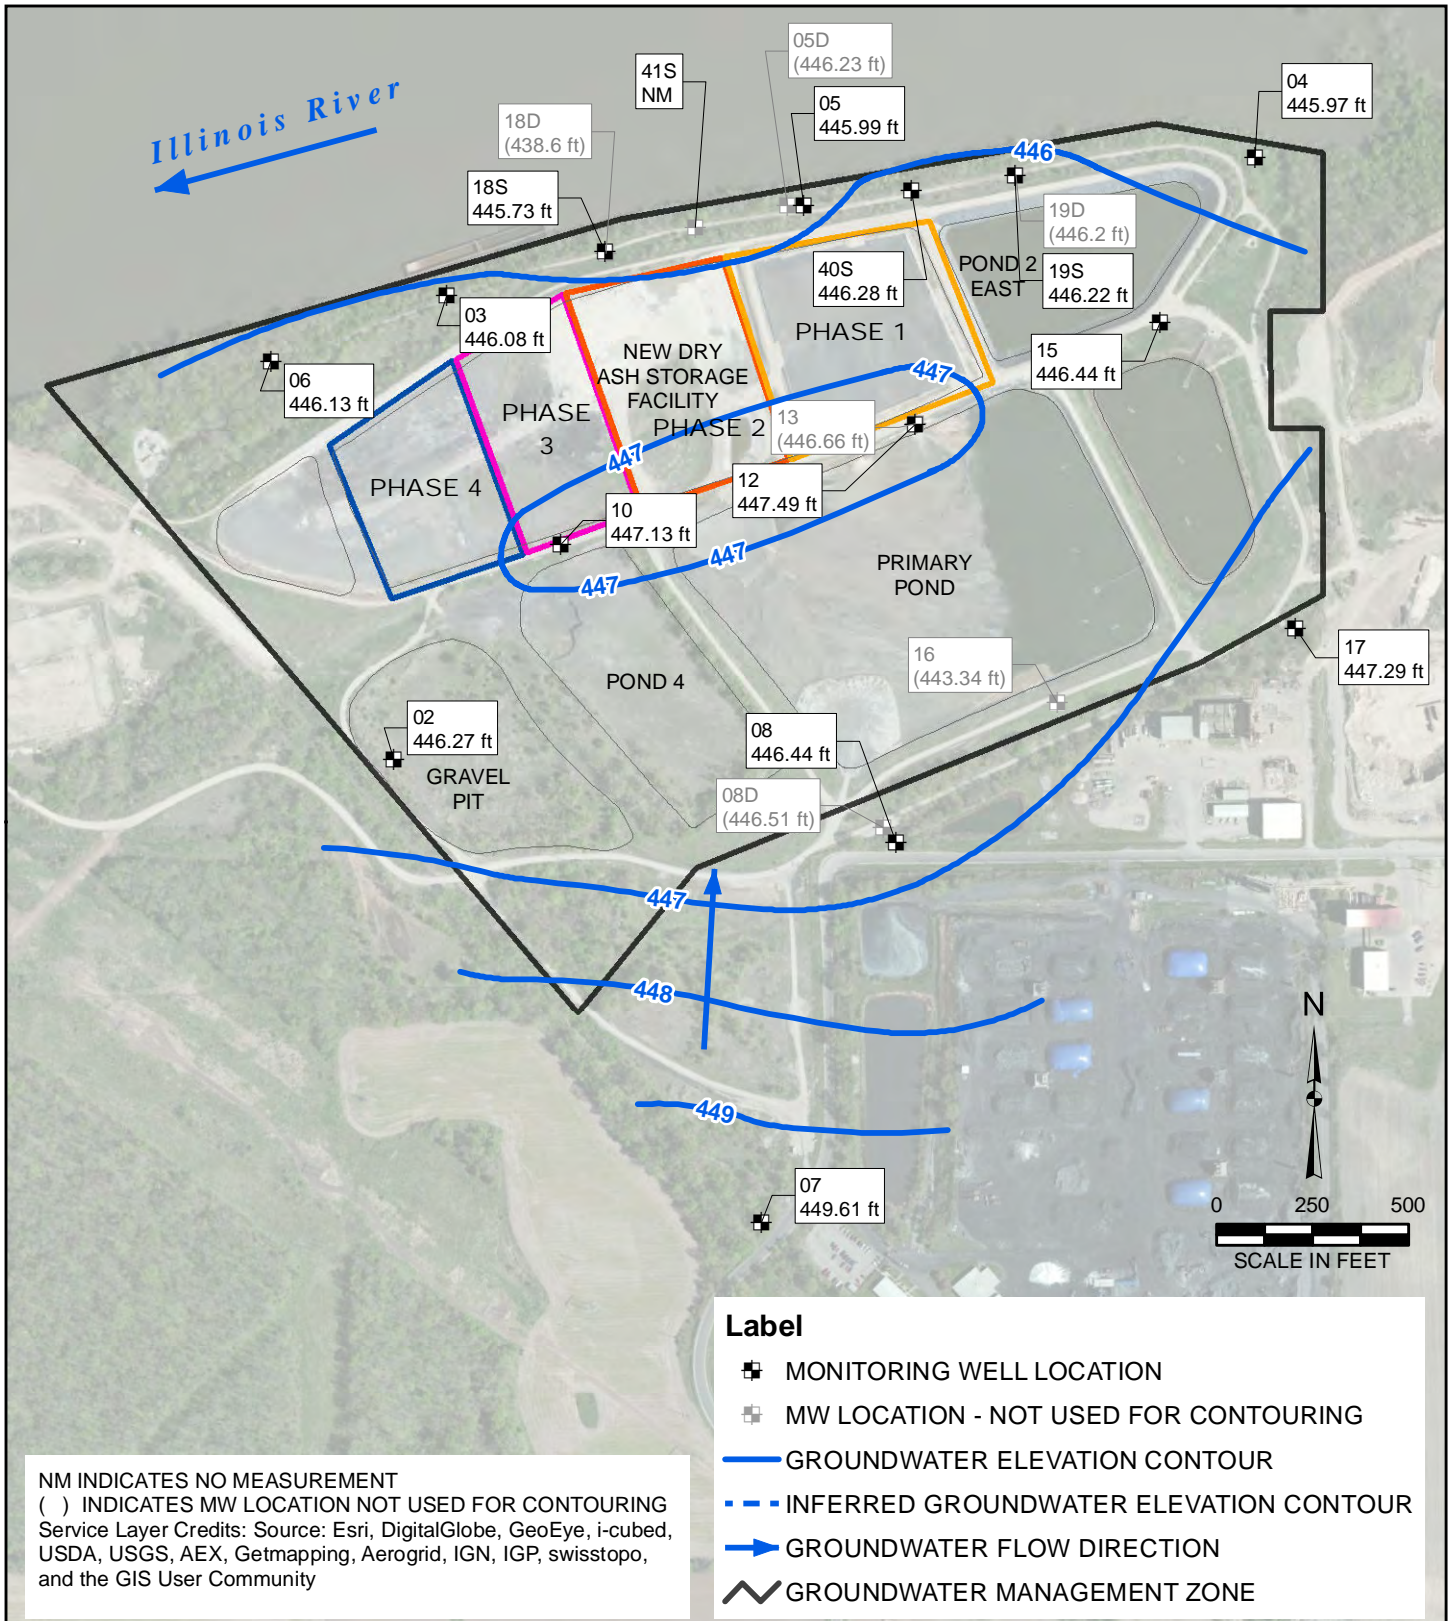 Illinois River
05D
(446.23 ft)
41S
NM
04
445.97 ft
05
445.99 ft
18D
(438.6 ft)
446
18S
445.73 ft
19D
(446.2 ft)
POND 2
EAST
40S
446.28 ft
19S
446.22 ft
03
446.08 ft
PHASE 1
15
446.44 ft
NEW DRY
ASH STORAGE
FACILITY
06
446.13 ft
447
PHASE
3
PHASE 2
13
(446.66 ft)
447
12
447.49 ft
PHASE 4
10
447.13 ft
447
447
PRIMARY
POND
17
447.29 ft
16
(443.34 ft)
POND 4
02
446.27 ft
08
446.44 ft
GRAVEL
PIT
08D
(446.51 ft)
447
448
N
449
07
449.61 ft
0 250 500
SCALE IN FEET
Label
MONITORING WELL LOCATION
MW LOCATION - NOT USED FOR CONTOURING
GROUNDWATER ELEVATION CONTOUR
INFERRED GROUNDWATER ELEVATION CONTOUR
GROUNDWATER FLOW DIRECTION
GROUNDWATER MANAGEMENT ZONE
NM INDICATES NO MEASUREMENT
( ) INDICATES MW LOCATION NOT USED FOR CONTOURING
Service Layer Credits: Source: Esri, DigitalGlobe, GeoEye, i-cubed,
USDA, USGS, AEX, Getmapping, Aerogrid, IGN, IGP, swisstopo,
and the GIS User Community